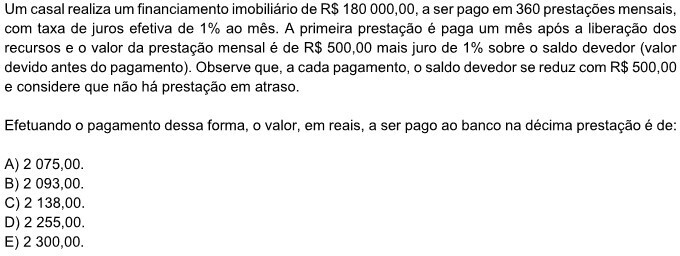 Um casal realiza um financiamento imobiliário de R$ 180 000,00, a ser pago em 360 prestações mensais,
com taxa de juros efetiva de 1% ao mês. A primeira prestação é paga um mês após a liberação dos
recursos e o valor da prestação mensal é de R$ 500,00 mais juro de 1% sobre o saldo devedor (valor
devido antes do pagamento). Observe que, a cada pagamento, o saldo devedor se reduz com R$ 500,00
e considere que não há prestação em atraso.
Efetuando o pagamento dessa forma, o valor, em reais, a ser pago ao banco na décima prestação é de:
A) 2 075,00.
B) 2 093,00.
C) 2 138,00.
D) 2 255,00.
E) 2 300,00.